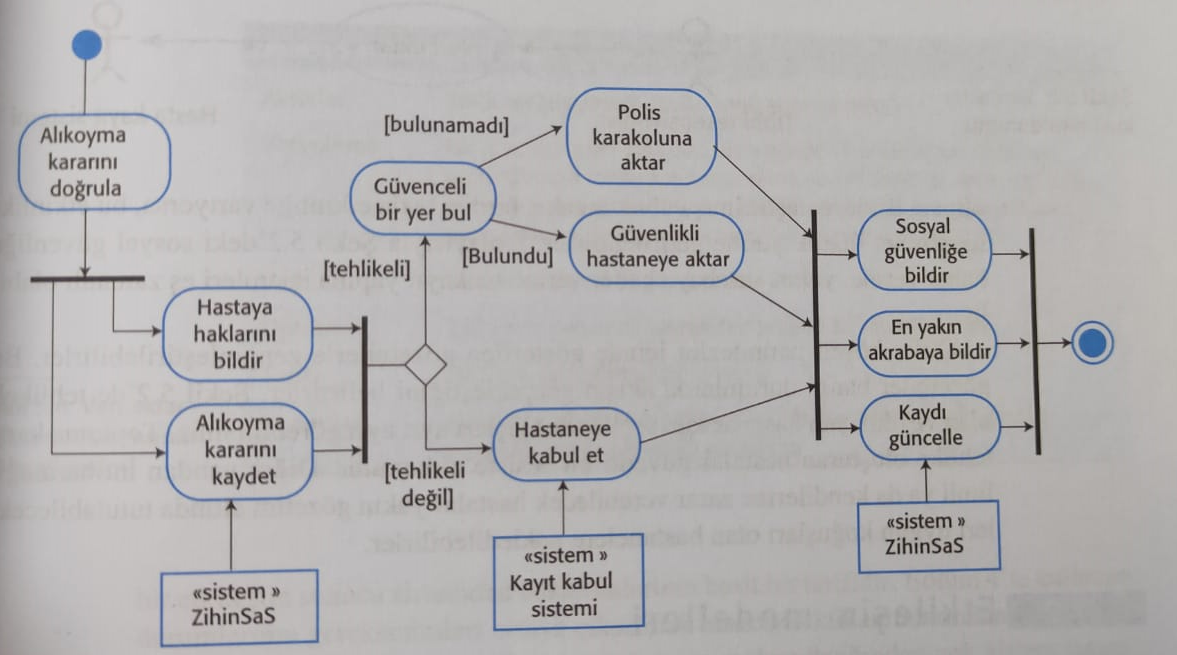 Alıkoyma
kararını
doğrula
Hastaya
haklarını
bildir
Alıkoyma
kararını
kaydet
«sistem »
ZihinSaS
[tehlikeli]
[tehlikeli
değil]
Güvenceli
bir yer bul
[bulunamadı]
[Bulundu]
Polis
karakoluna
aktar
Güvenlikli
hastaneye aktar
Hastaneye
kabul et
«sistem »
Kayıt kabul
sistemi
Sosyal
güvenliğe
bildir
En yakın
akrabaya bildir
Kaydı
güncelle
«sistem »
ZihinSaS